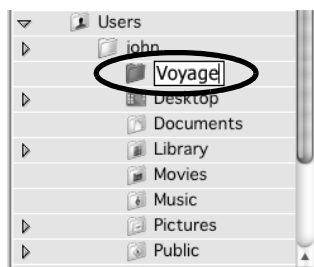 Users
john
Voyage
Desktop
Documents
Library
Movies
Music
Pictures
Public